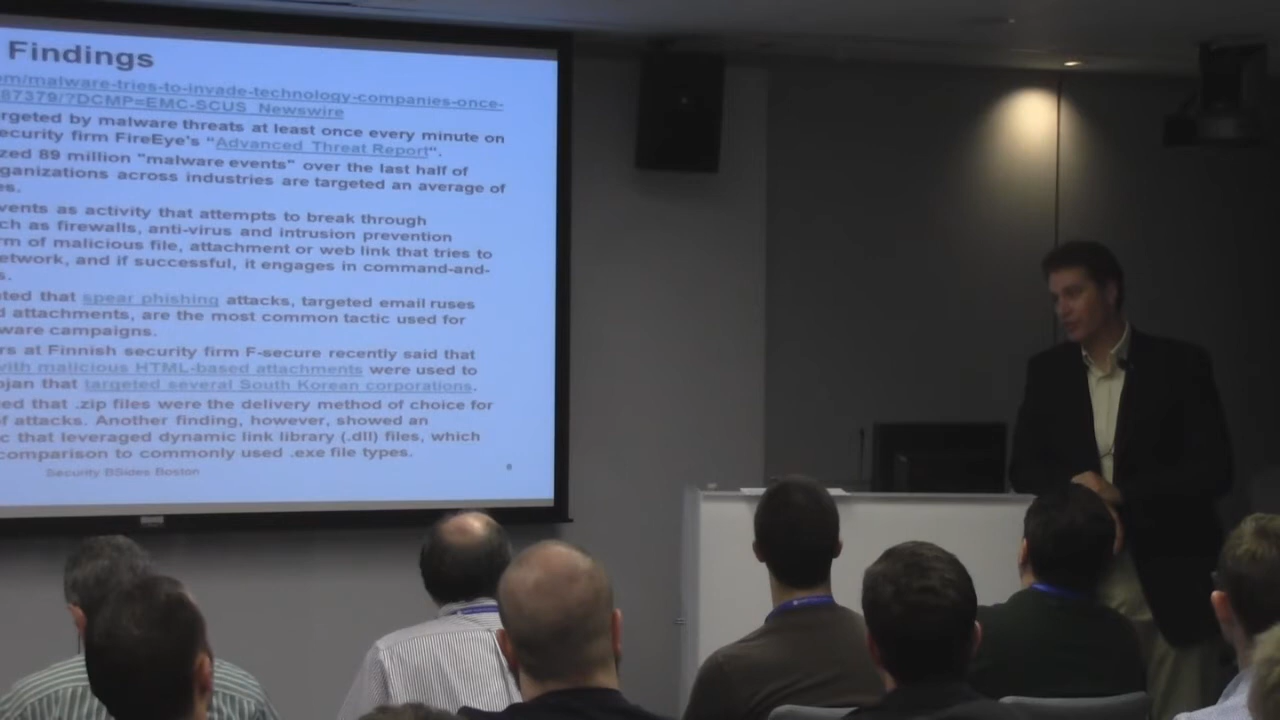 Findings
om/malware-tries-to-invade-technology-companies-once-
87379/?DCMP=EMC-SCUS_Newswire
rgeted by malware threats at least once every minute on
ecurity firm FireEye's "Advanced Threat Report".
zed 89 million "malware events" over the last half of
ganizations across industries are targeted an average of
es.
vents as activity that attempts to break through
ch as firewalls, anti-virus and intrusion prevention
rm of malicious file, attachment or web link that tries to
etwork, and if successful, it engages in command-and-
s.
ted that spear phishing attacks, targeted email ruses
d attachments, are the most common tactic used for
ware campaigns.
rs at Finnish security firm F-secure recently said that
with malicious HTML-based attachments were used to
ojan that targeted several South Korean corporations.
ted that .zip files were the delivery method of choice for
of attacks. Another finding, however, showed an
c that leveraged dynamic link library (.dll) files, which
comparison to commonly used .exe file types.
Security BSides Boston